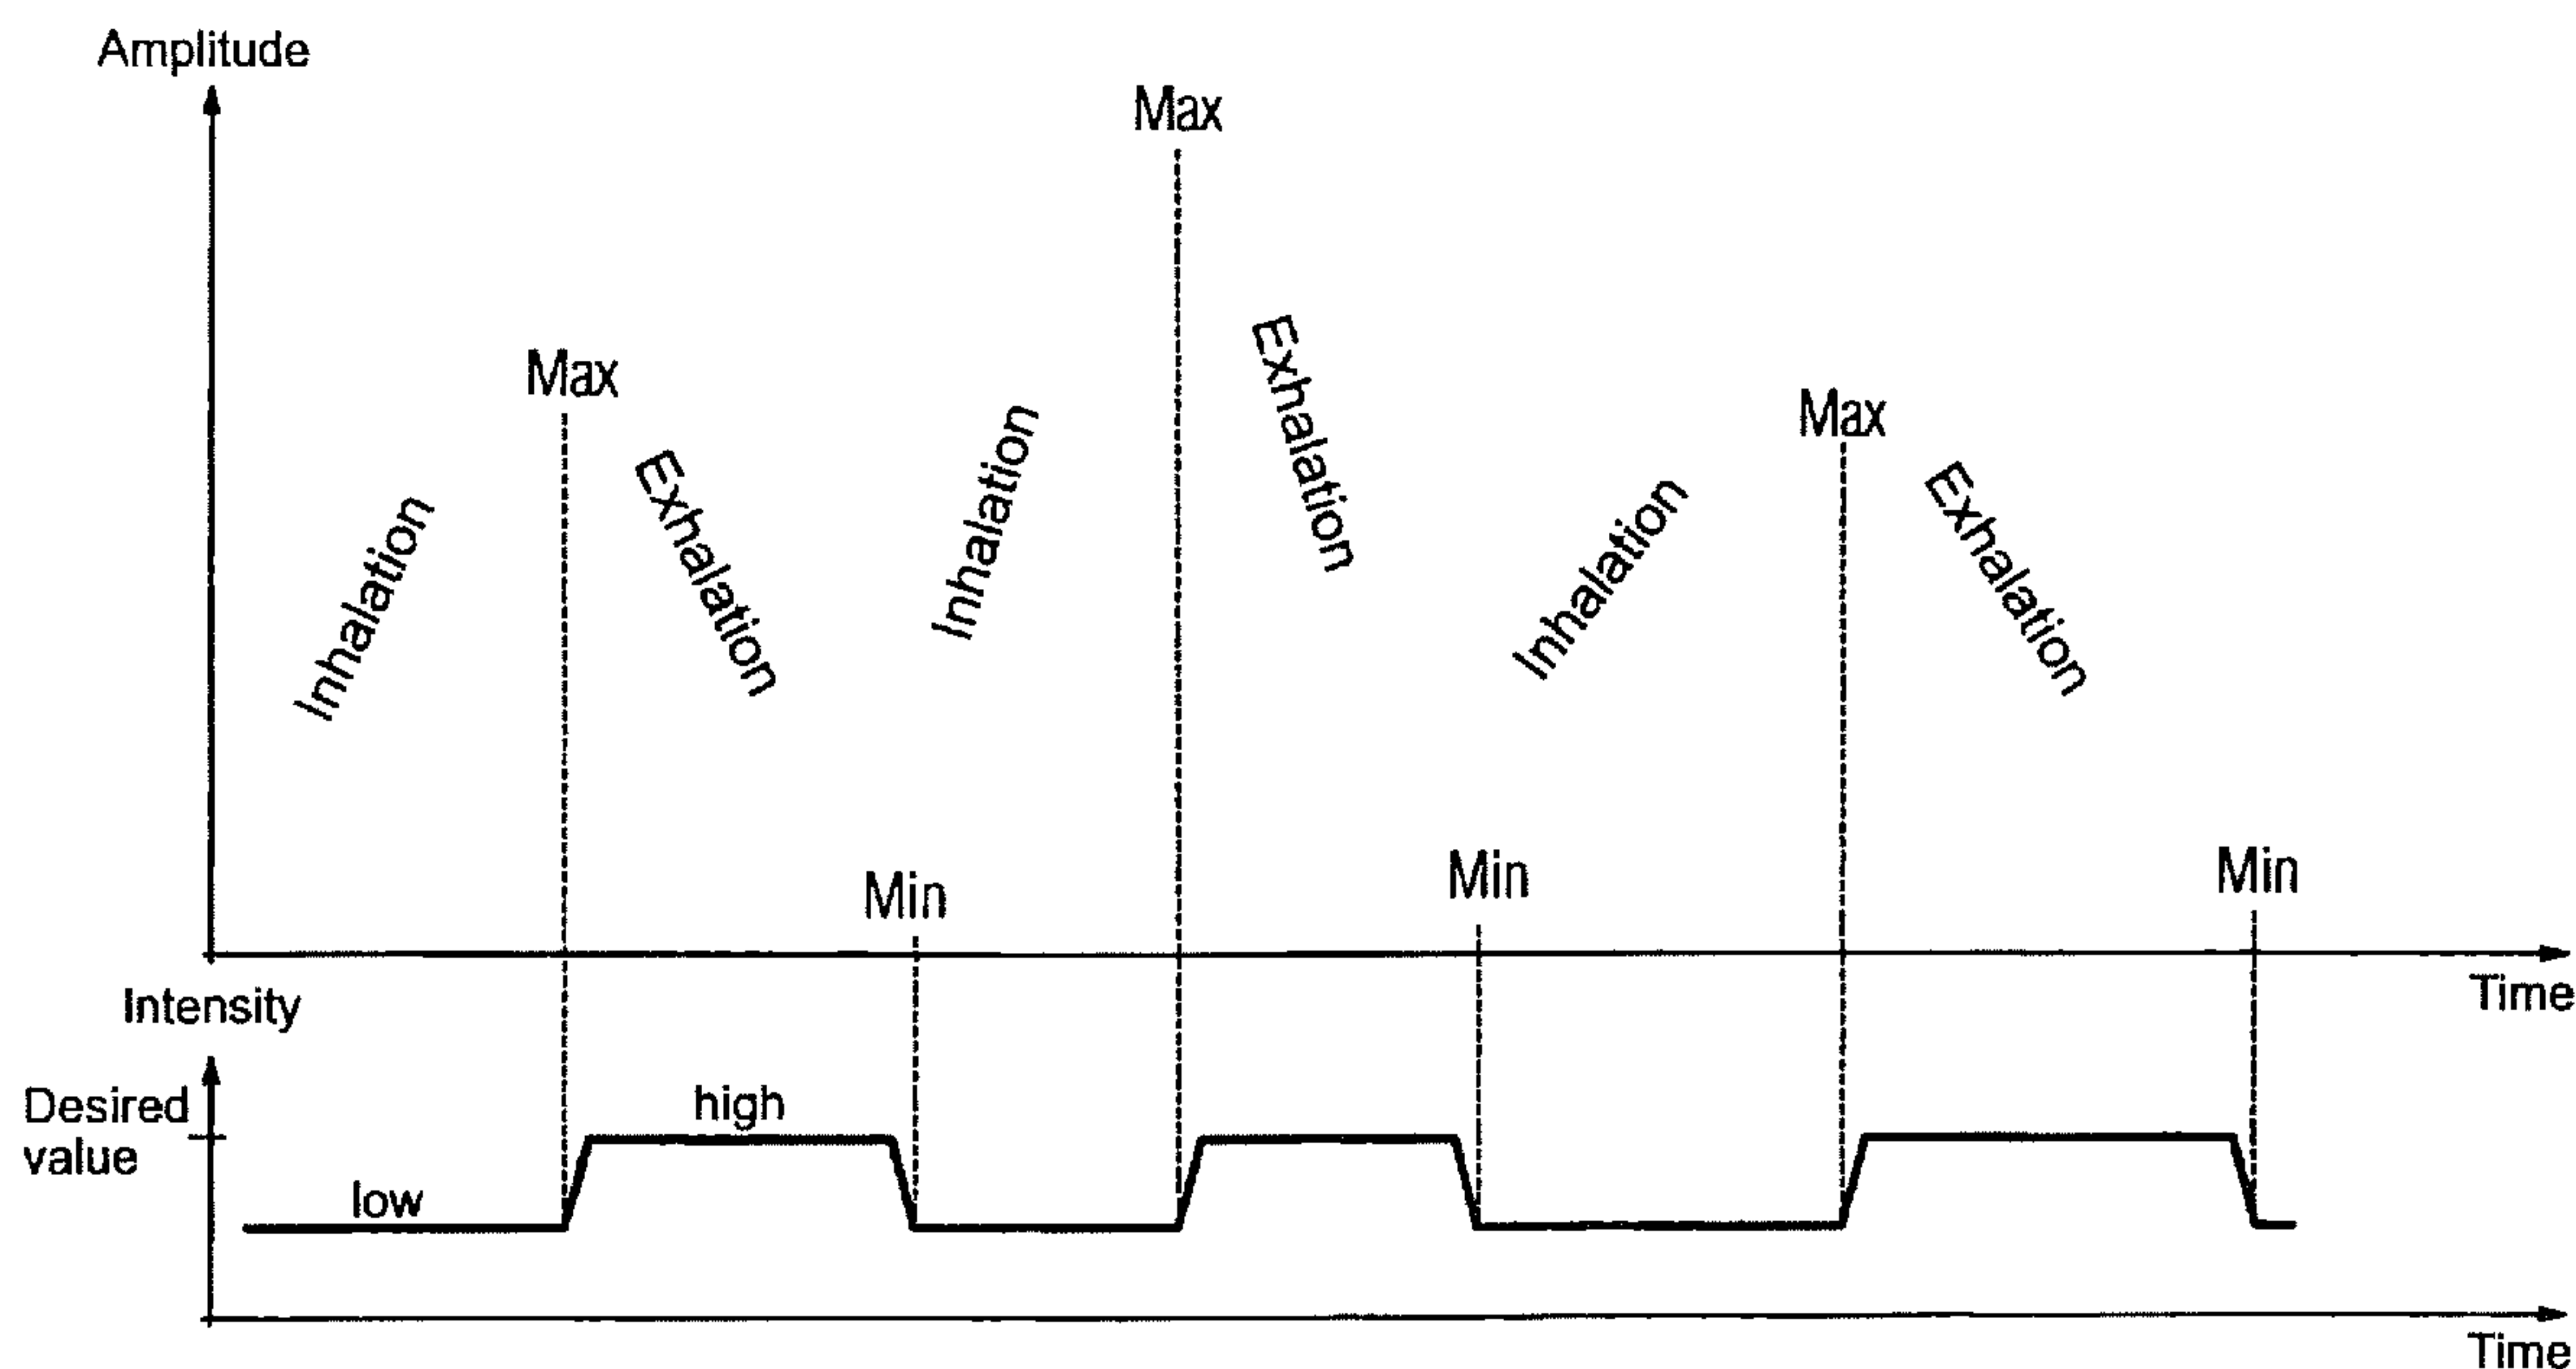 Amplitude
Max
Max
Max
Inhalation
Exhalation
Inhalation
Exhalation
Inhalation
Exhalation
Min
Min
Min
Time
Intensity
Desired
value
high
low
Time